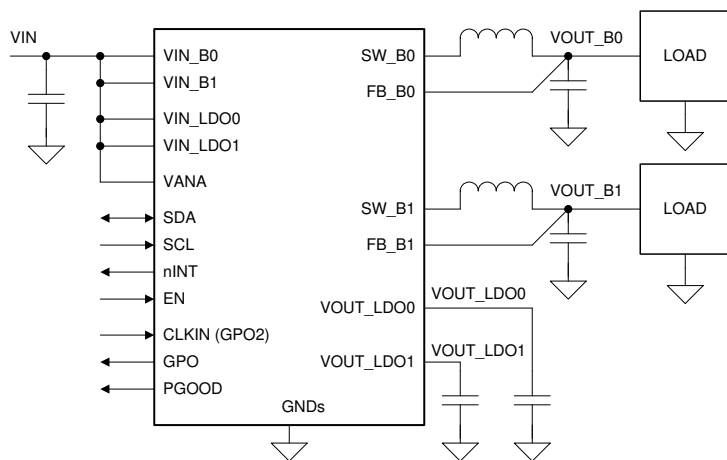 VIN
VIN_B0
VIN_B1
VIN_LDO0
VIN_LDO1
VANA
SDA
SCL
nINT
EN
CLKIN (GPO2)
GPO
PGOOD
GNDs
SW_B0
FB_B0
SW_B1
FB_B1
VOUT_LDO0
VOUT_LDO1
VOUT_B0
LOAD
VOUT_B1
LOAD
VOUT_LDO0
VOUT_LDO1